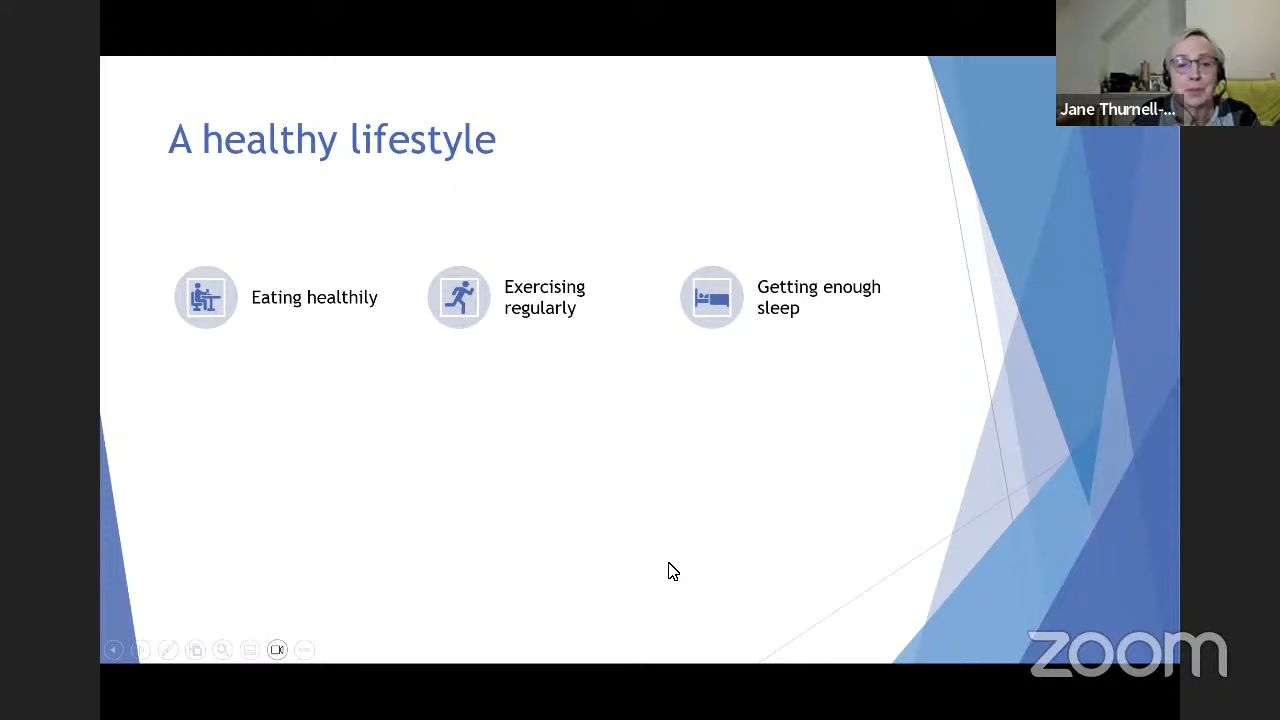 A healthy lifestyle
Jane Thurnell-...
Eating healthily
Exercising
regularly
Getting enough
sleep
zoom